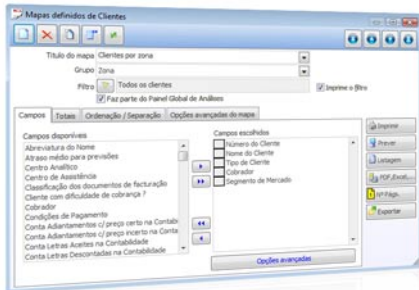 Mapas definidos de Clientes
Título do mapa Clientes por zona
Grupo Zona
Filtro Todos os clientes
Imprime o filtro
Faz parte do Painel Global de Análises
Campos Totais Ordenação / Separação Opções avançadas do mapa
Campos disponíveis
Abreviatura do Nome
Atraso médio para previsões
Centro Analítico
Centro de Assistência
Classificação dos documentos de facturação
Cliente com dificuldade de cobrança ?
Cobrador
Condições de Pagamento
Conta Adiantamentos c/ preço certo na Contabi
Conta Adiantamentos c/ preço incerto na Contab
Conta Letras Aceites na Contabilidade
Conta Letras Descontadas na Contabilidade
Campos escolhidos
Número do Cliente
Nome do Cliente
Tipo de Cliente
Cobrador
Segmento de Mercado
Opções avançadas
Imprimir
Prever
Listagem
PDF,Excel,...
Nº Págs.
Exportar